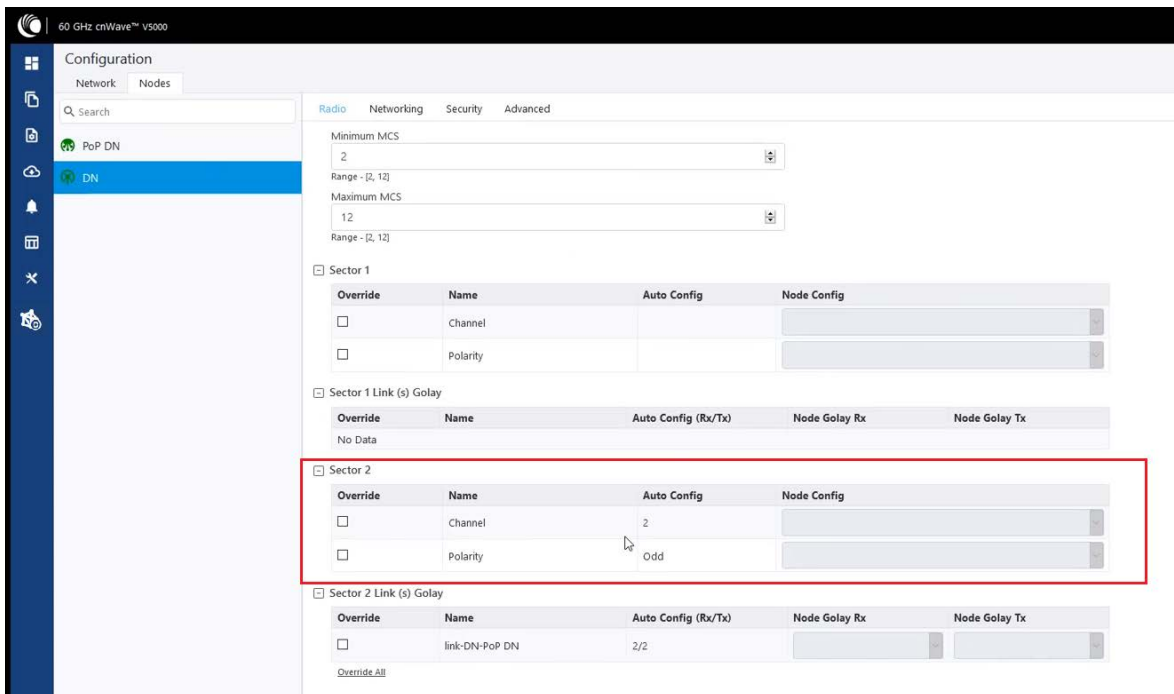 60 GHz cnWave™ V5000
Configuration
Network Nodes
Search
PoP DN
DN
Radio Networking Security Advanced
Minimum MCS
2
Range - [2, 12]
Maximum MCS
12
Range - [2, 12]
Sector 1
Override Name Auto Config Node Config
Channel
Polarity
Sector 1 Link (s) Golay
Override Name Auto Config (Rx/Tx) Node Golay Rx Node Golay Tx
No Data
Sector 2
Override Name Auto Config Node Config
Channel 2
Polarity Odd
Sector 2 Link (s) Golay
Override Name Auto Config (Rx/Tx) Node Golay Rx Node Golay Tx
link-DN-PoP DN 2/2
Override All